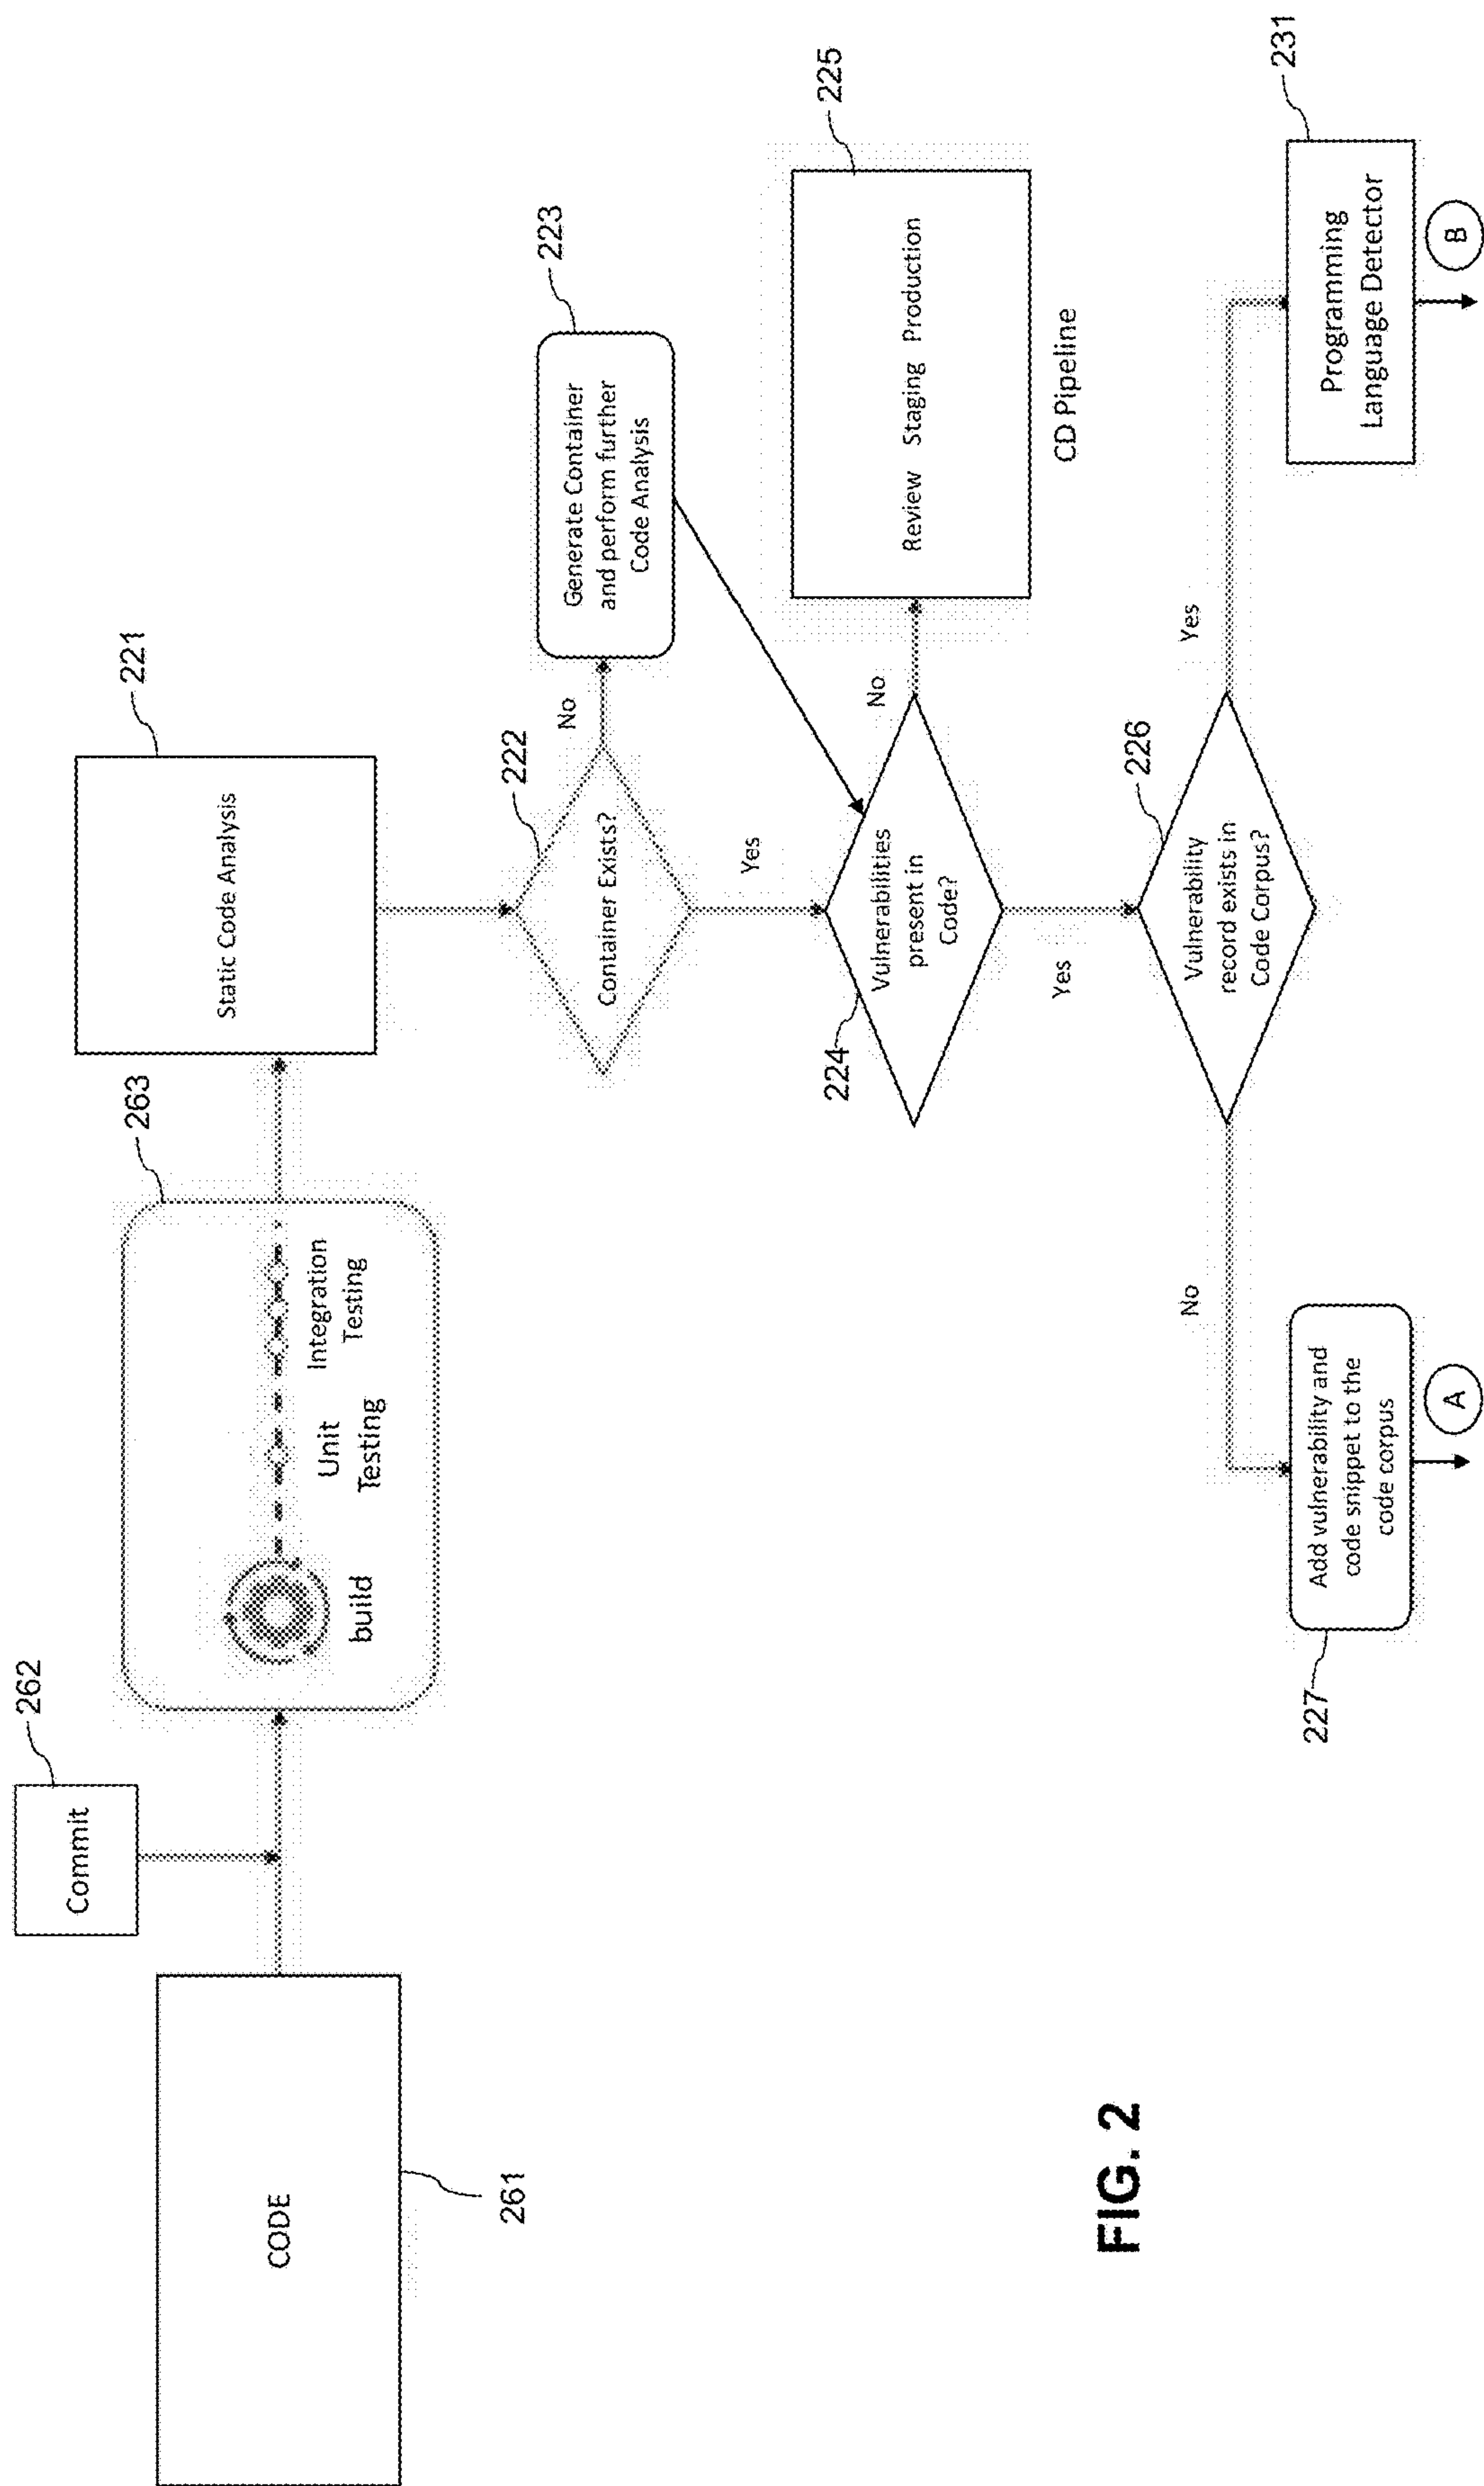 262
Commit
CODE
261
263
build
Unit
Testing
Integration
Testing
221
Static Code Analysis
222
Container Exists?
No
223
Generate Container
and perform further
Code Analysis
Yes
224
Vulnerabilities
present in
Code?
No
225
Review Staging Production
CD Pipeline
Yes
226
Vulnerability
record exists in
Code Corpus?
No
Yes
227
Add vulnerability and
code snippet to the
code corpus
A
231
Programming
Language Detector
B
FIG. 2